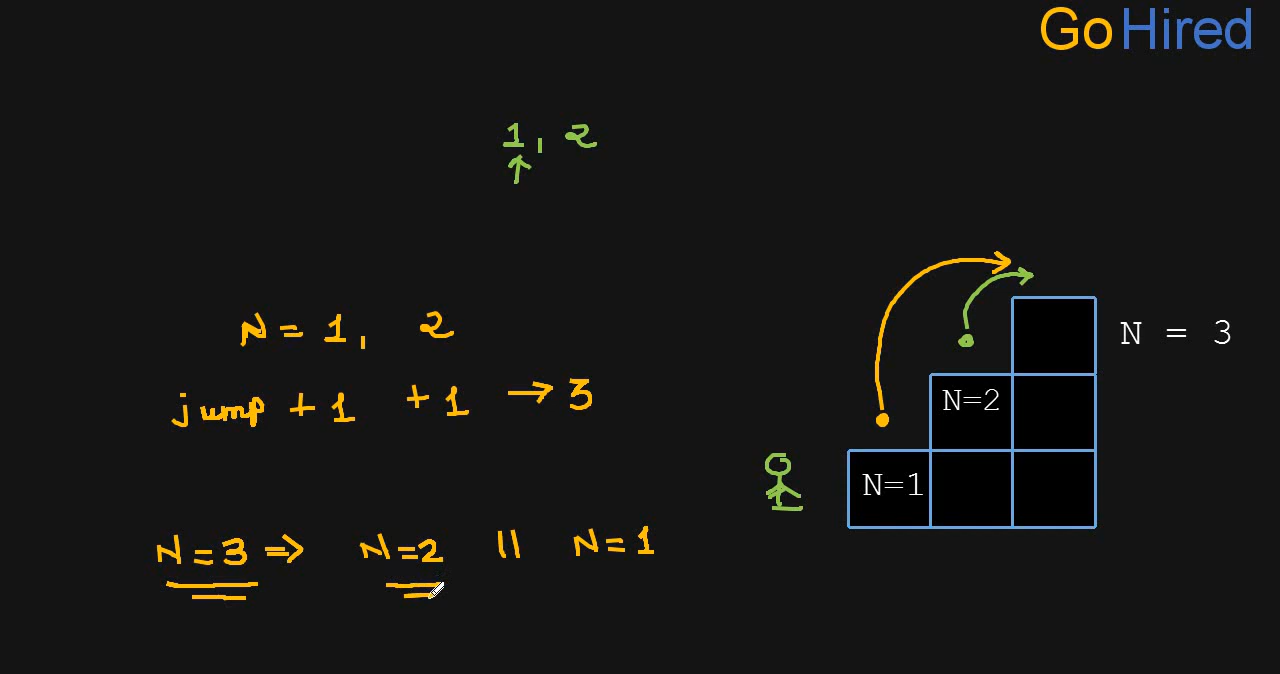 GoHired
1, 2
N = 1, 2
jump +1 +1 → 3
N = 3 ⇒ N = 2 || N = 1
N = 3
N=2
N=1